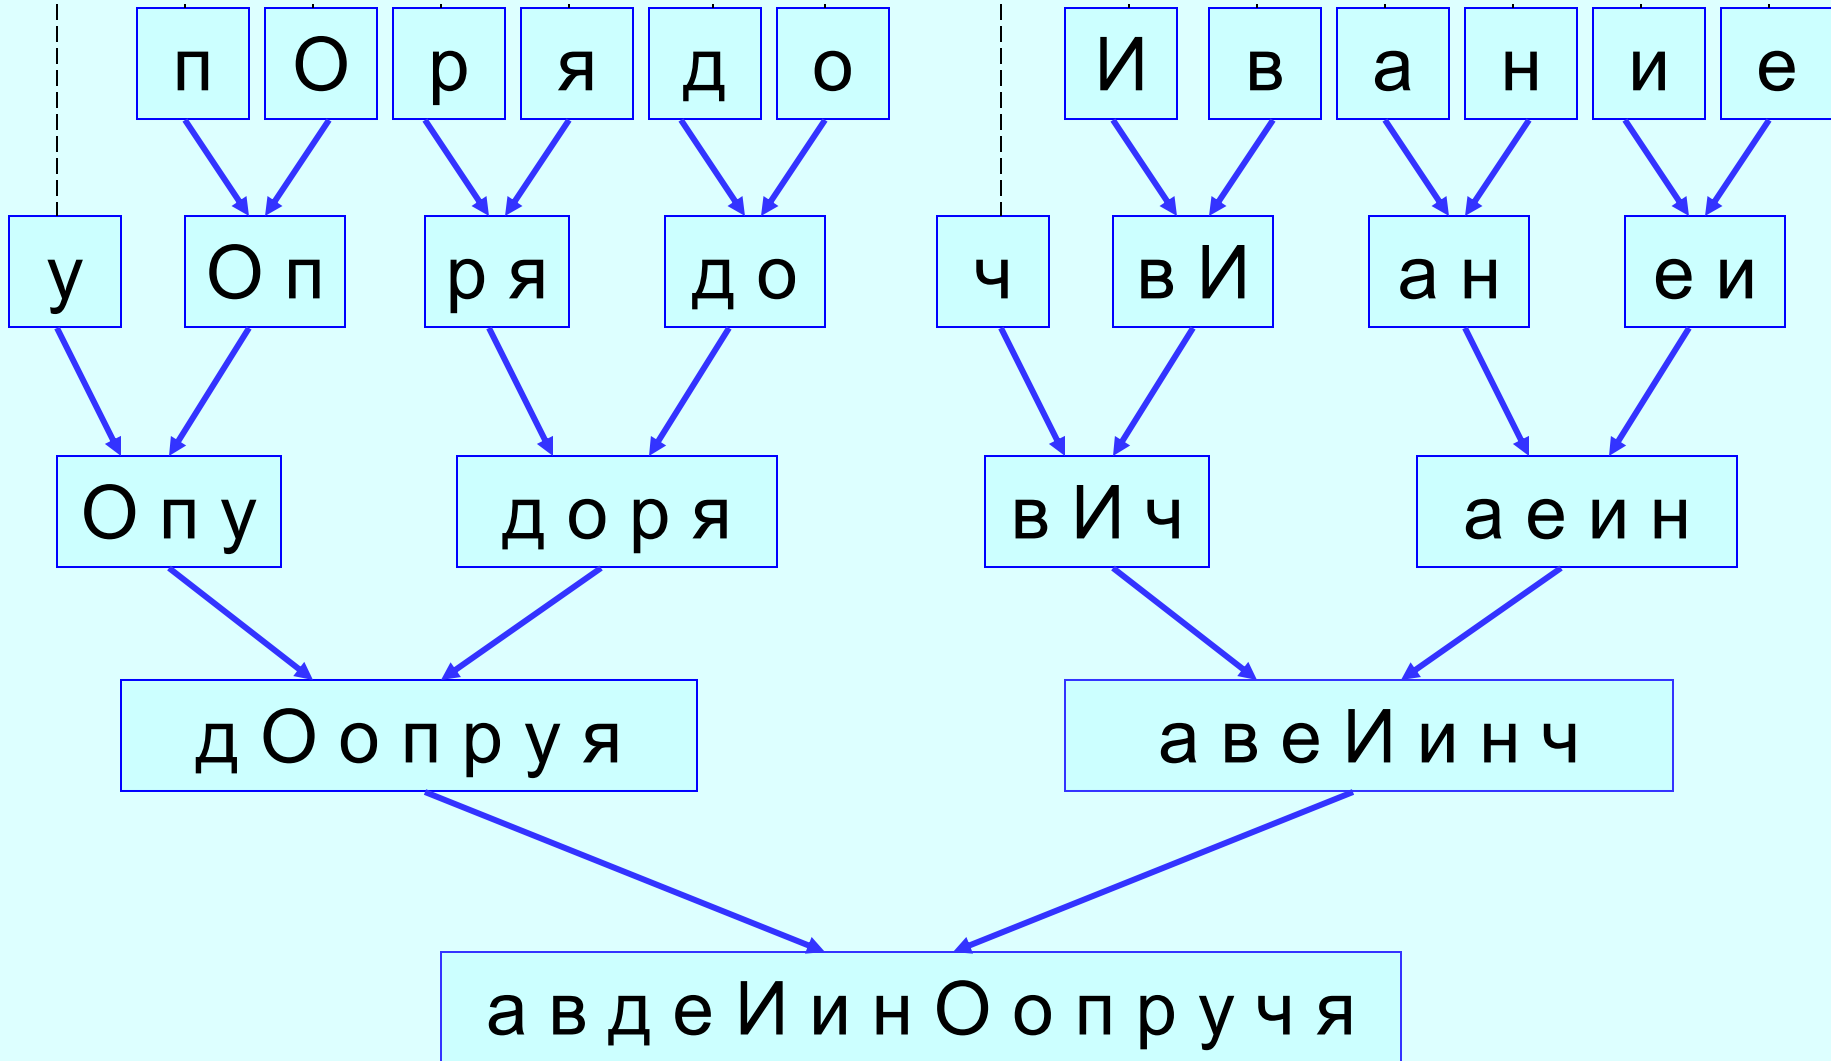 п О р я д о И в а н и е
у О п р я д о ч в И а н е и
О п у д о р я в И ч а е и н
д О о п р у я а в е И и н ч
а в д е И и н О о п р у ч я